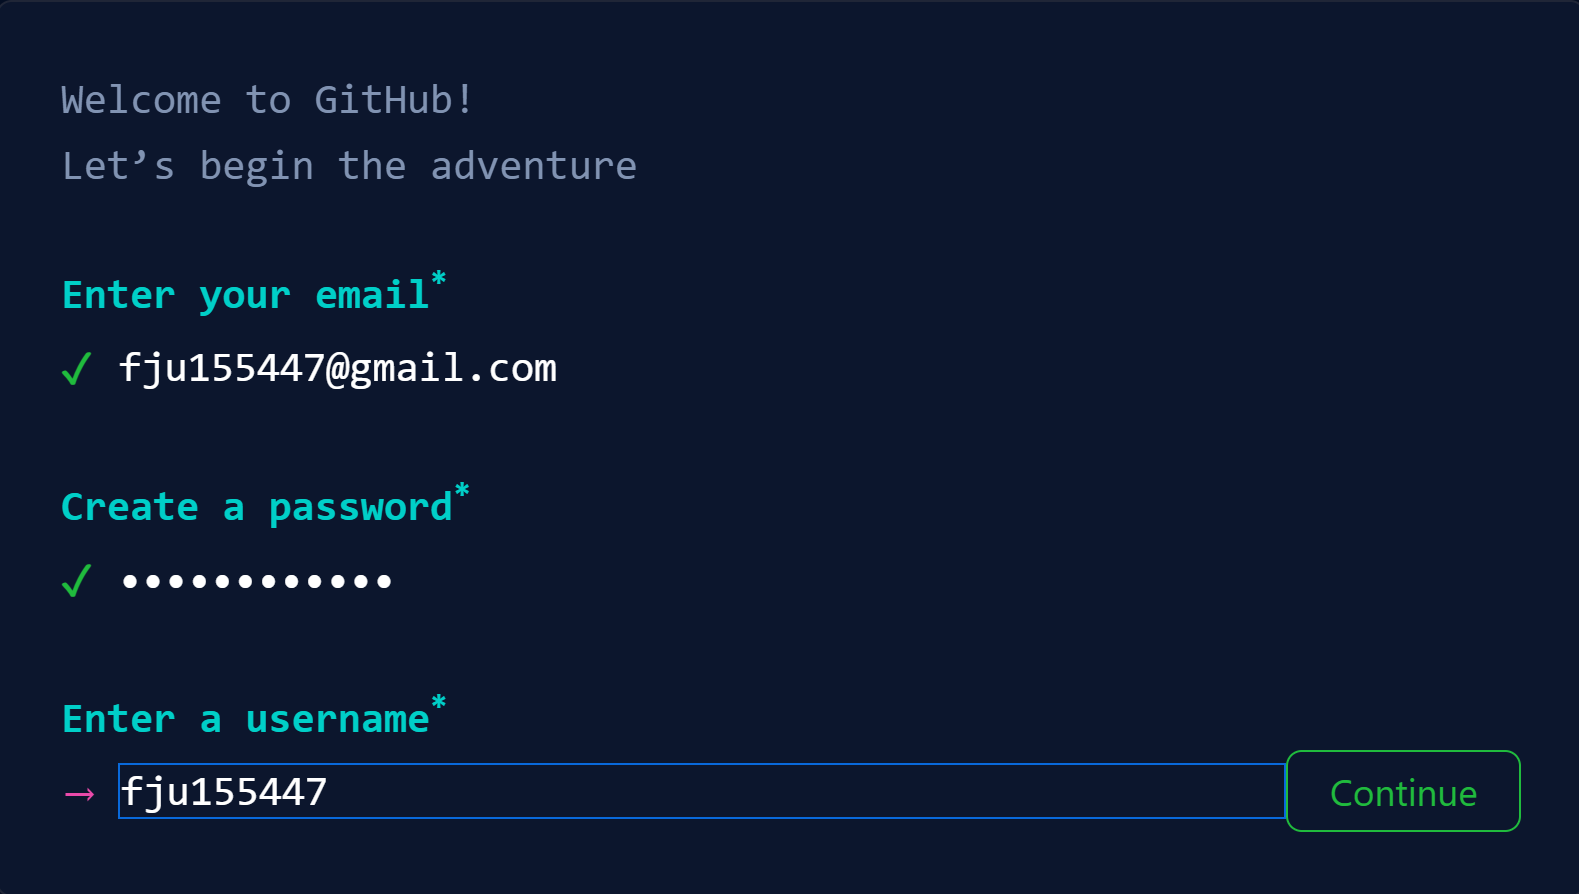 Welcome to GitHub!
Let’s begin the adventure
Enter your email*
✓ fju155447@gmail.com
Create a password*
✓ ••••••••••••
Enter a username*
→ fju155447
Continue